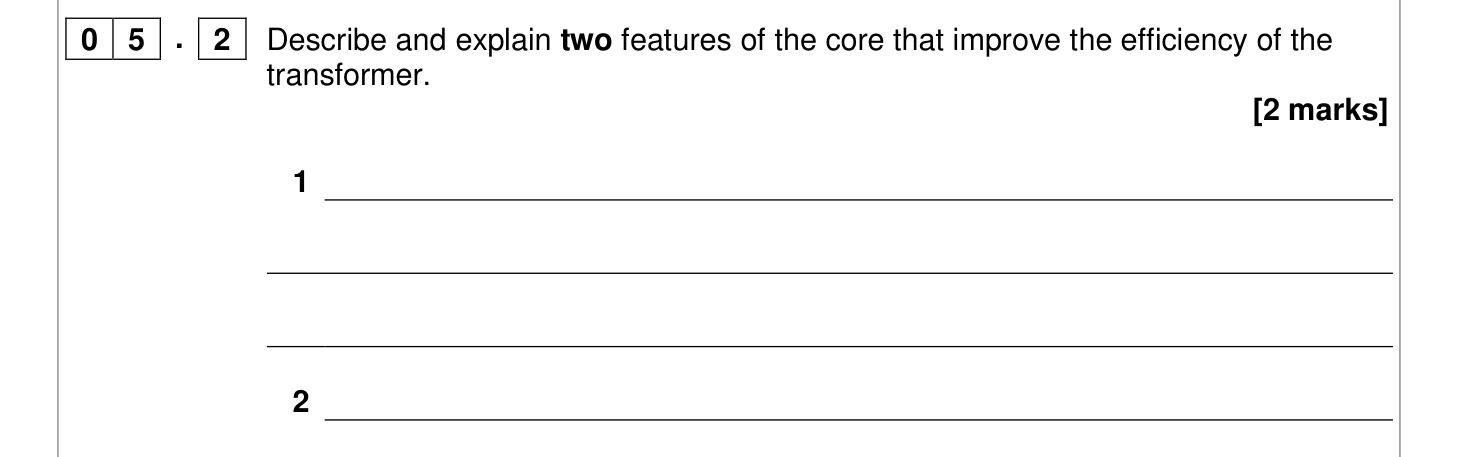 0 5 . 2 Describe and explain two features of the core that improve the efficiency of the
transformer.
[2 marks]
1
2